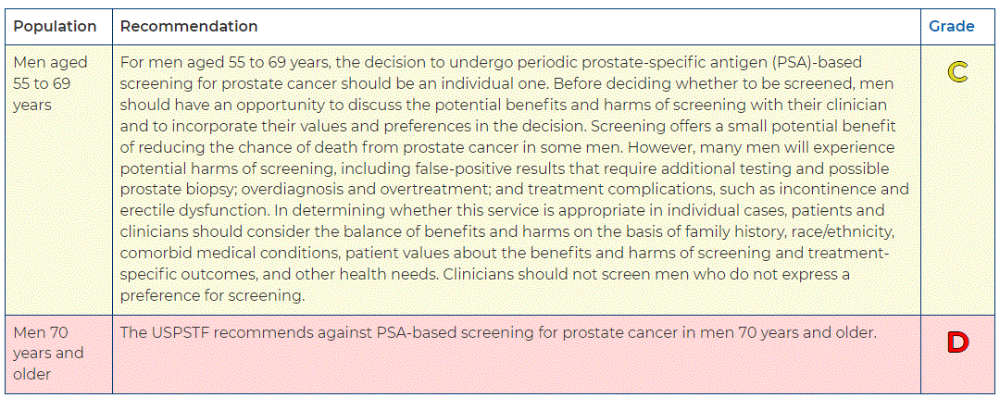 Population Recommendation Grade
Men aged
55 to 69
years
For men aged 55 to 69 years, the decision to undergo periodic prostate-specific antigen (PSA)-based
screening for prostate cancer should be an individual one. Before deciding whether to be screened, men
should have an opportunity to discuss the potential benefits and harms of screening with their clinician
and to incorporate their values and preferences in the decision. Screening offers a small potential benefit
of reducing the chance of death from prostate cancer in some men. However, many men will experience
potential harms of screening, including false-positive results that require additional testing and possible
prostate biopsy; overdiagnosis and overtreatment; and treatment complications, such as incontinence and
erectile dysfunction. In determining whether this service is appropriate in individual cases, patients and
clinicians should consider the balance of benefits and harms on the basis of family history, race/ethnicity,
comorbid medical conditions, patient values about the benefits and harms of screening and treatment-
specific outcomes, and other health needs. Clinicians should not screen men who do not express a
preference for screening.
C
Men 70
years and
older
The USPSTF recommends against PSA-based screening for prostate cancer in men 70 years and older.
D